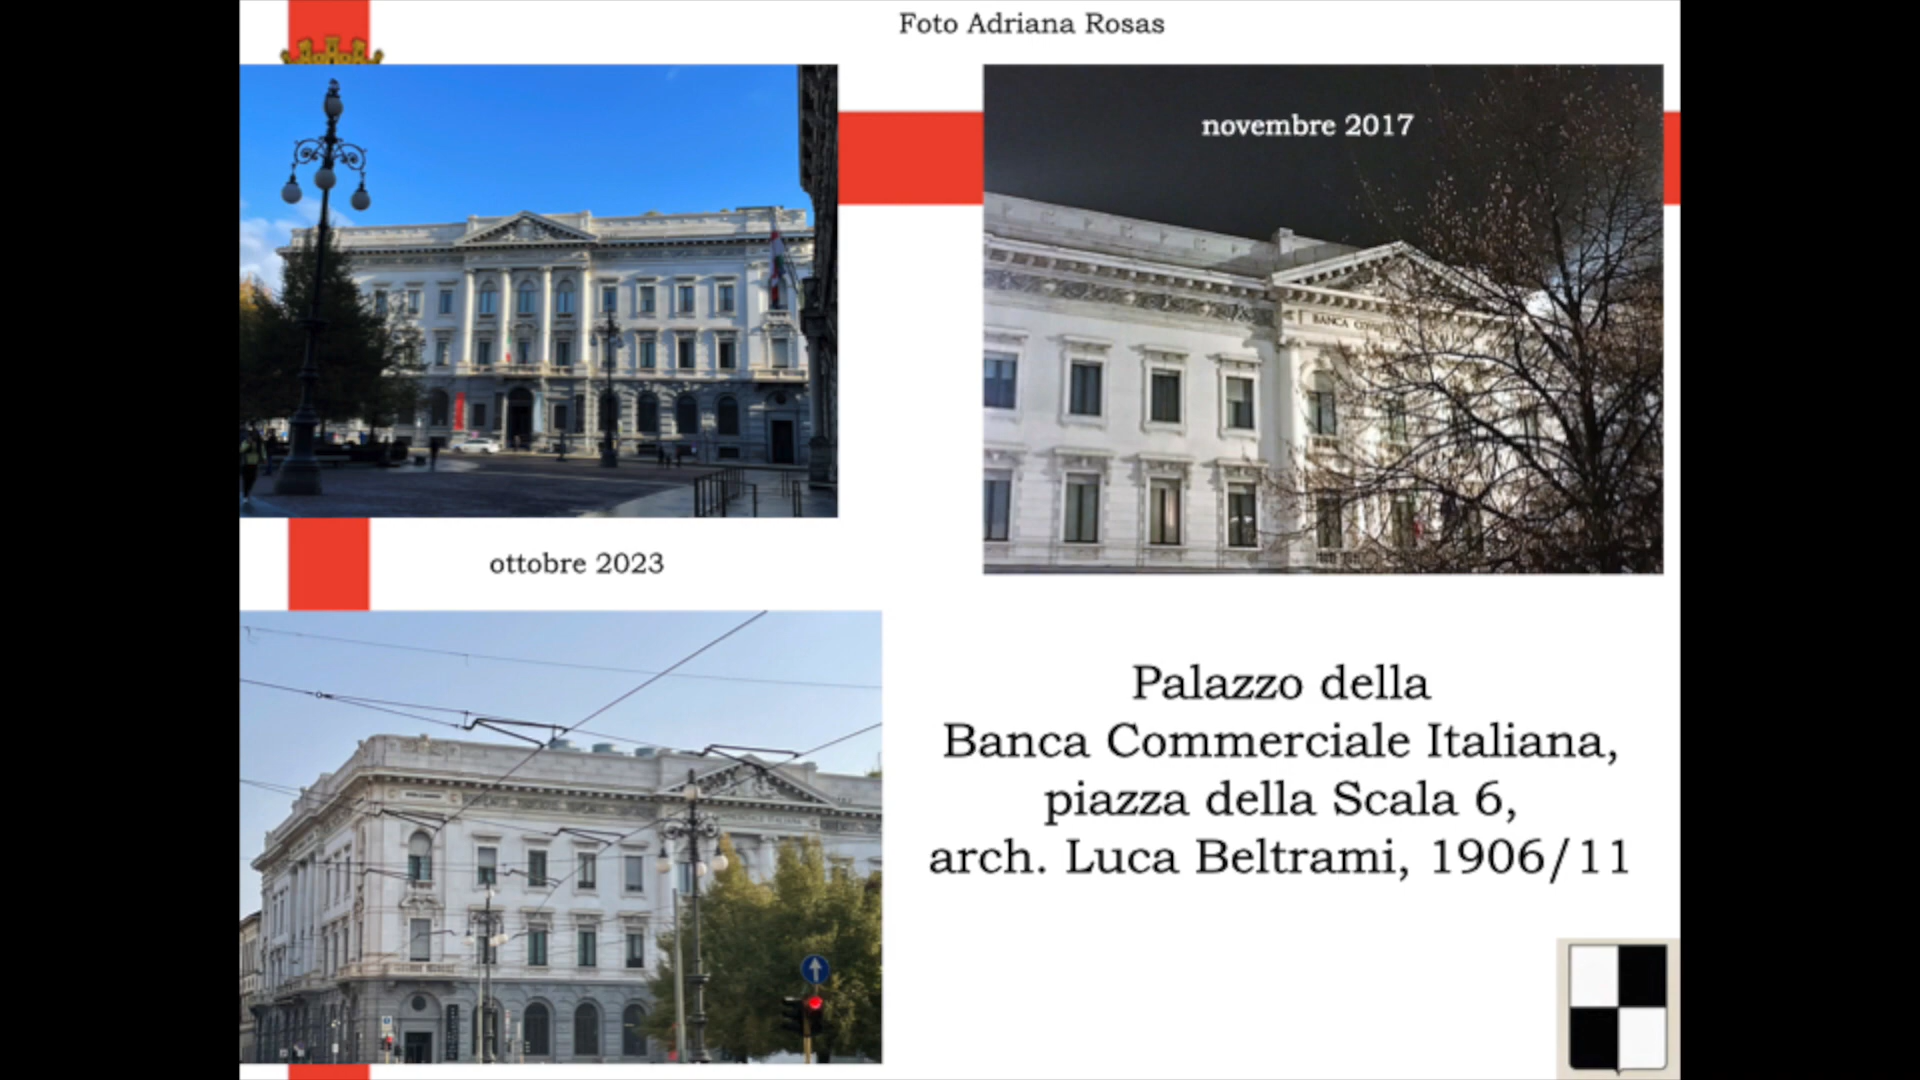 Foto Adriana Rosas
novembre 2017
BANCA
ottobre 2023
Palazzo della
Banca Commerciale Italiana,
piazza della Scala 6,
arch. Luca Beltrami, 1906/11